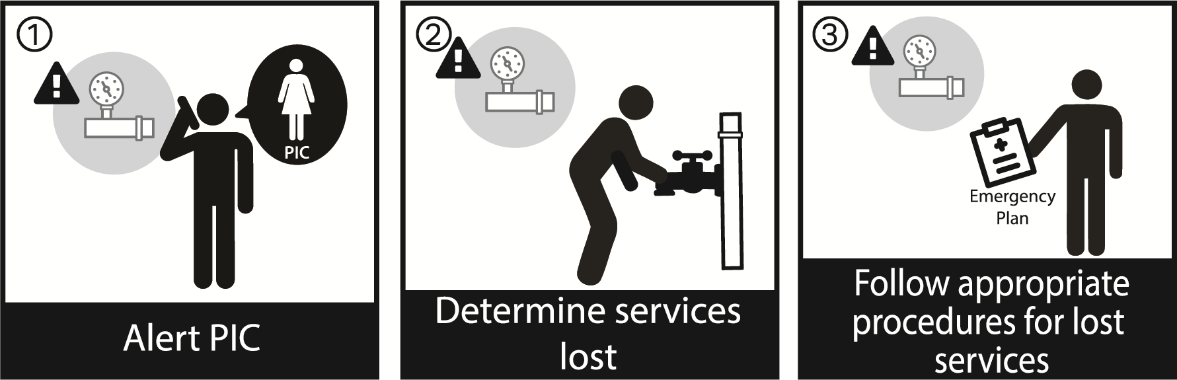 1
PIC
Alert PIC
2
Determine services
lost
3
Emergency
Plan
Follow appropriate
procedures for lost
services